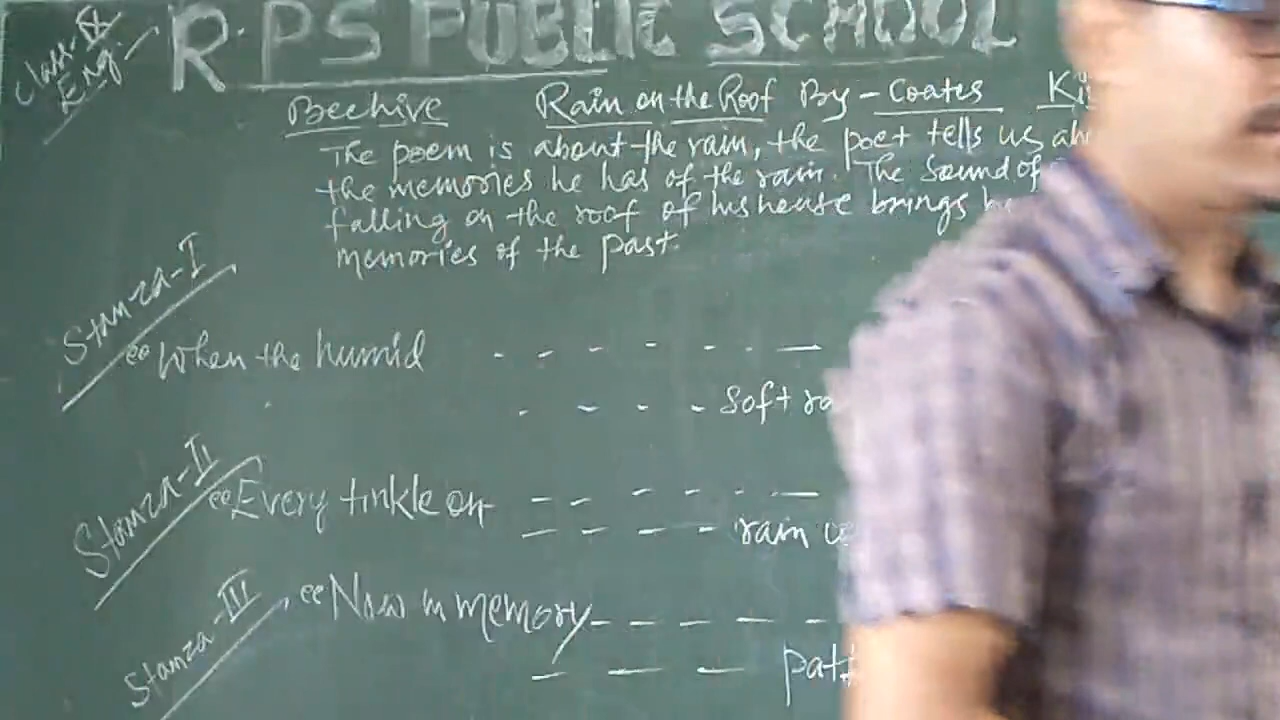 R.P S PUBLIC SCHOOL
Class-IX
Eng.
Beehive Rain on the Roof By - Coates
The poem is about the rain, the poet tells us
the memories he has of the rain. The sound of
falling on the roof of his house brings
memories of the past.
Stanza-I
"When the humid - - - - - -
- - - - soft
Stanza-II
"Every tinkle on - - - - - -
- - - - rain
Stanza-III
"Now in memory - - - - -
- - -